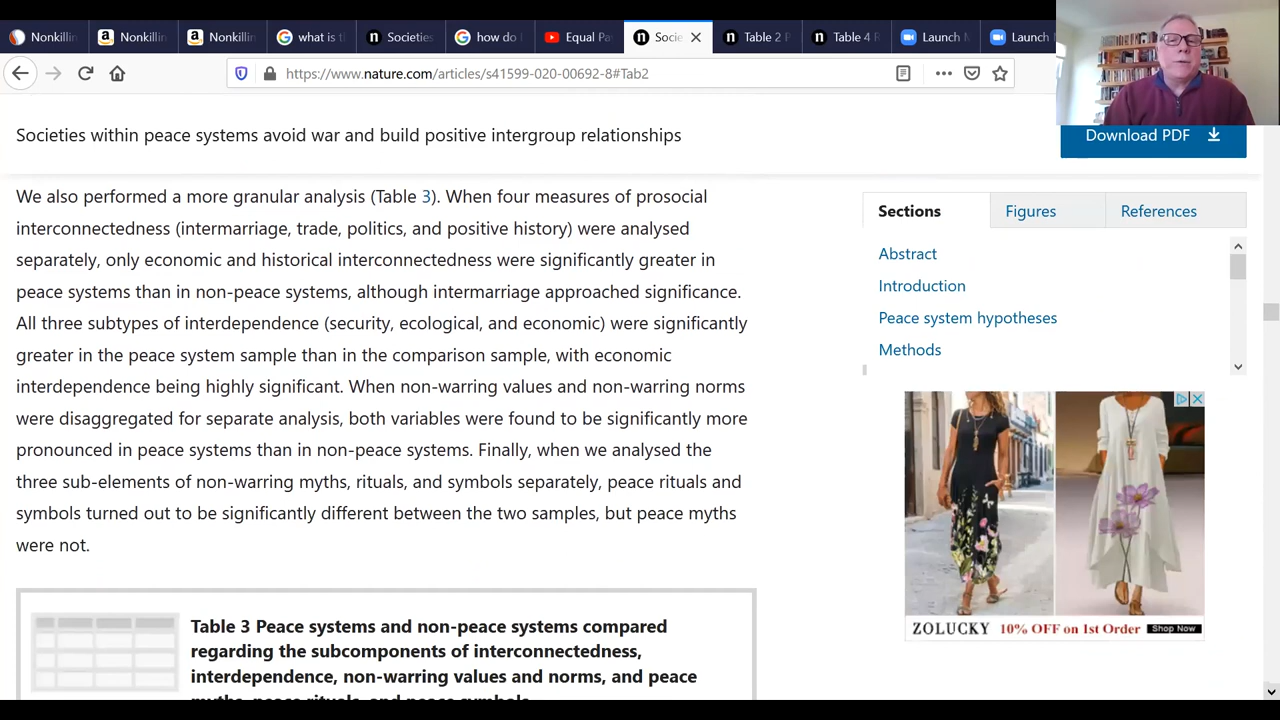 Nonkillin
Nonkillin
Nonkillin
what is t
Societies
how do
Equal Pa
Socie
Table 2 P
Table 4 R
Launch M
Launch
https://www.nature.com/articles/s41599-020-00692-8#Tab2
Societies within peace systems avoid war and build positive intergroup relationships
Download PDF
We also performed a more granular analysis (Table 3). When four measures of prosocial
interconnectedness (intermarriage, trade, politics, and positive history) were analysed
separately, only economic and historical interconnectedness were significantly greater in
peace systems than in non-peace systems, although intermarriage approached significance.
All three subtypes of interdependence (security, ecological, and economic) were significantly
greater in the peace system sample than in the comparison sample, with economic
interdependence being highly significant. When non-warring values and non-warring norms
were disaggregated for separate analysis, both variables were found to be significantly more
pronounced in peace systems than in non-peace systems. Finally, when we analysed the
three sub-elements of non-warring myths, rituals, and symbols separately, peace rituals and
symbols turned out to be significantly different between the two samples, but peace myths
were not.
Table 3 Peace systems and non-peace systems compared
regarding the subcomponents of interconnectedness,
interdependence, non-warring values and norms, and peace
myths, peace rituals, and peace symbols
Sections
Figures
References
Abstract
Introduction
Peace system hypotheses
Methods
ZOLUCKY 10% OFF on 1st Order Shop Now